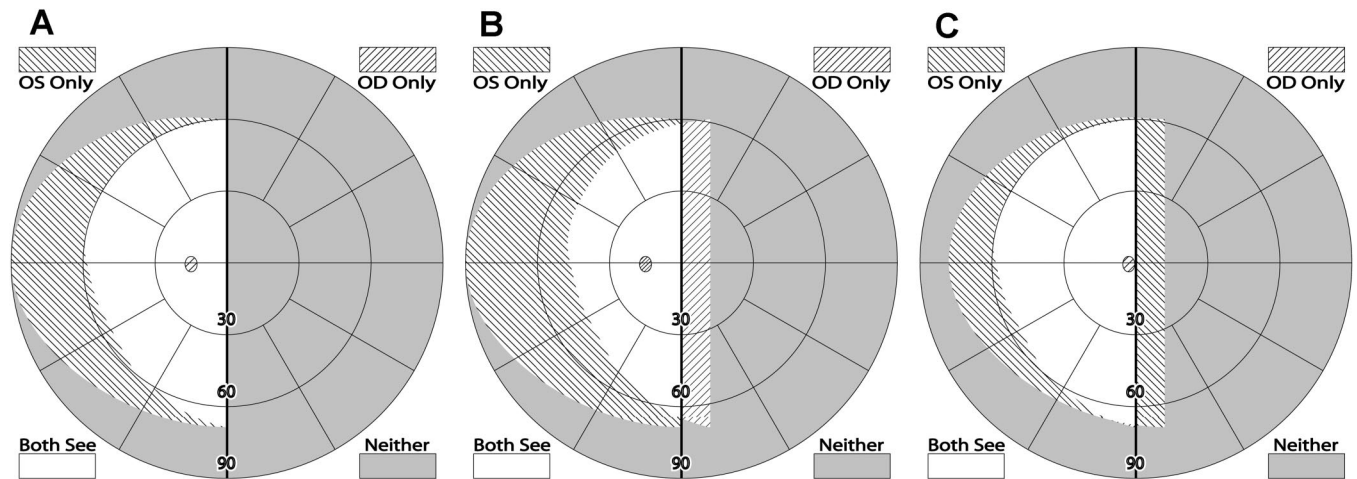 A
OS Only
OD Only
30
60
90
Both See
Neither
B
OS Only
OD Only
30
60
90
Both See
Neither
C
OS Only
OD Only
30
60
90
Both See
Neither